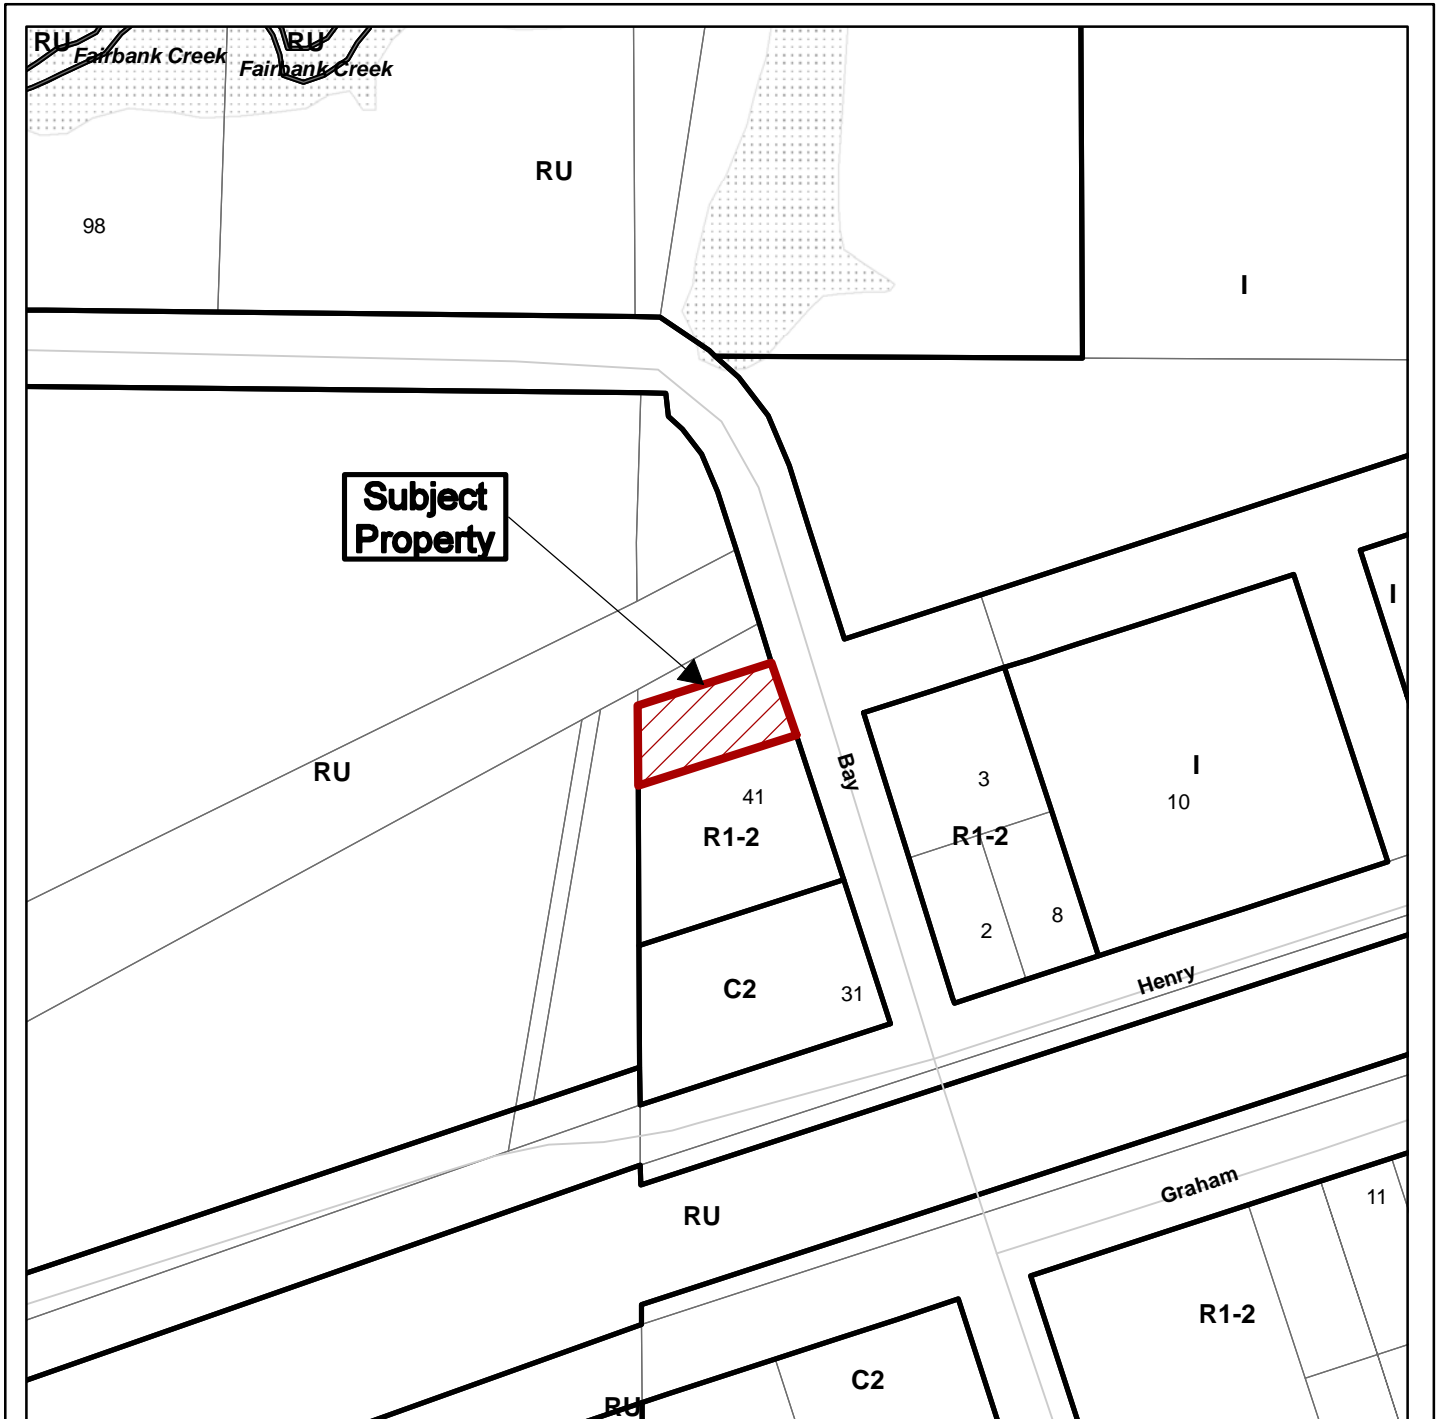 RU
Fairbank Creek
RU
Fairbank Creek
RU
98
I
Subject
Property
I
RU
Bay
3
I
10
41
R1-2
R1-2
2
8
C2
31
Henry
Graham
11
RU
R1-2
C2
RU